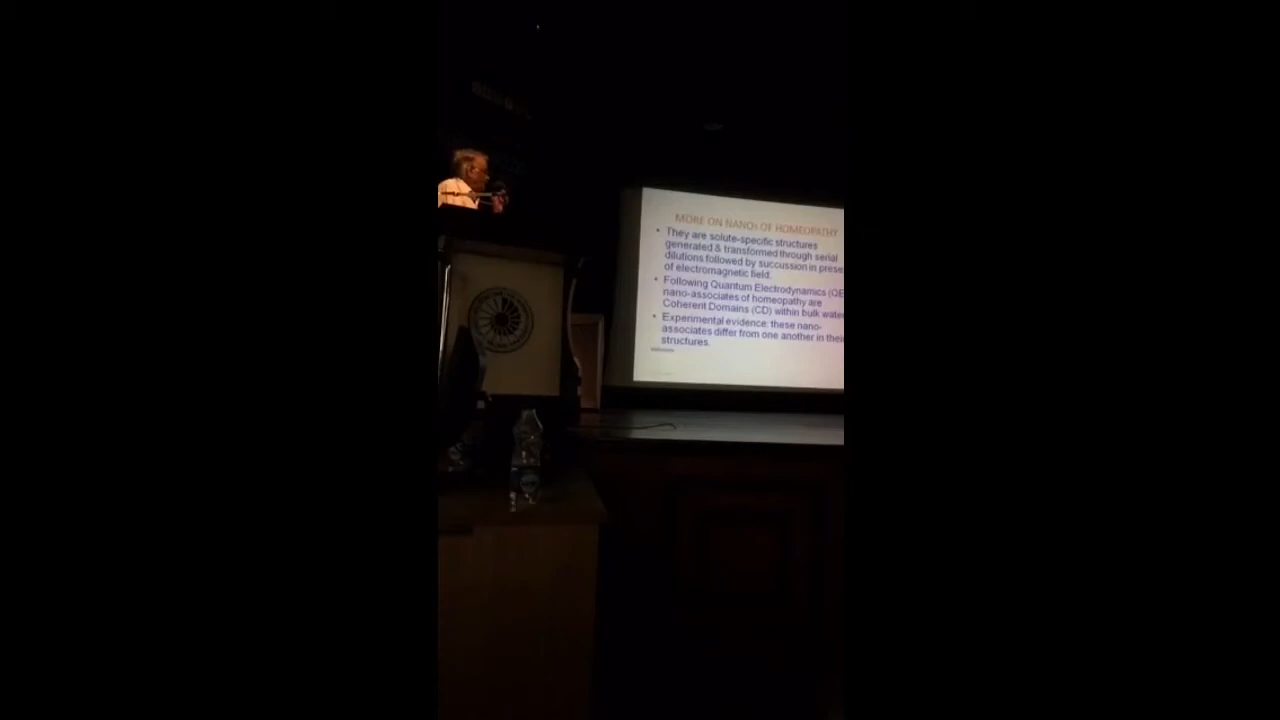 MORE ON NANOs OF HOMEOPATHY
• They are solute-specific structures
generated & transformed through serial
dilutions followed by succussion in prese
of electromagnetic field.
• Following Quantum Electrodynamics (QE
nano-associates of homeopathy are
Coherent Domains (CD) within bulk water
• Experimental evidence: these nano-
associates differ from one another in their
structures.